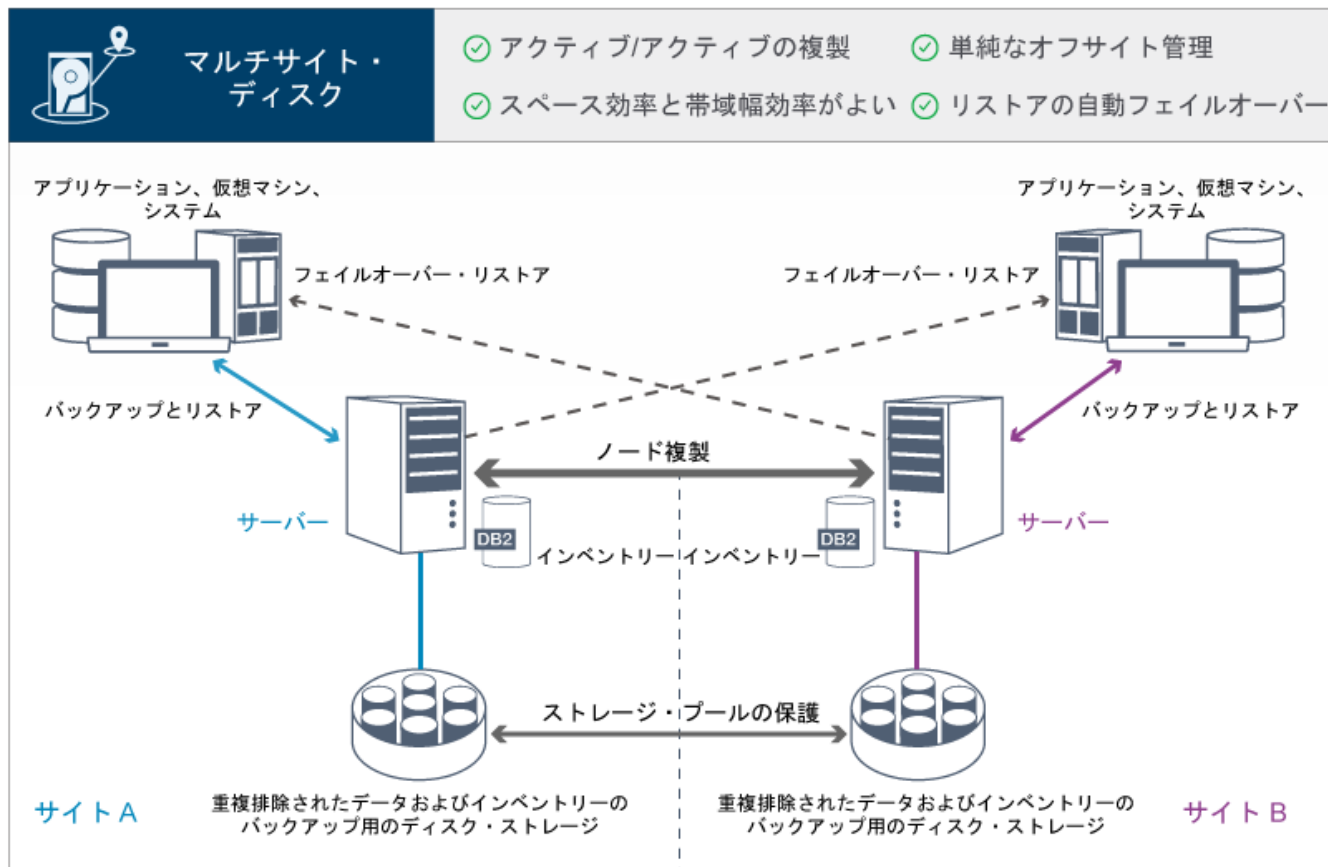 マルチサイト・
ディスク
アクティブ/アクティブの複製
単純なオフサイト管理
スペース効率と帯域幅効率がよい
リストアの自動フェイルオーバー
アプリケーション、仮想マシン、
システム
アプリケーション、仮想マシン、
システム
フェイルオーバー・リストア
フェイルオーバー・リストア
バックアップとリストア
バックアップとリストア
ノード複製
サーバー
サーバー
DB2
インベントリー
インベントリー
DB2
ストレージ・プールの保護
サイト A
重複排除されたデータおよびインベントリーの
バックアップ用のディスク・ストレージ
重複排除されたデータおよびインベントリーの
バックアップ用のディスク・ストレージ
サイト B